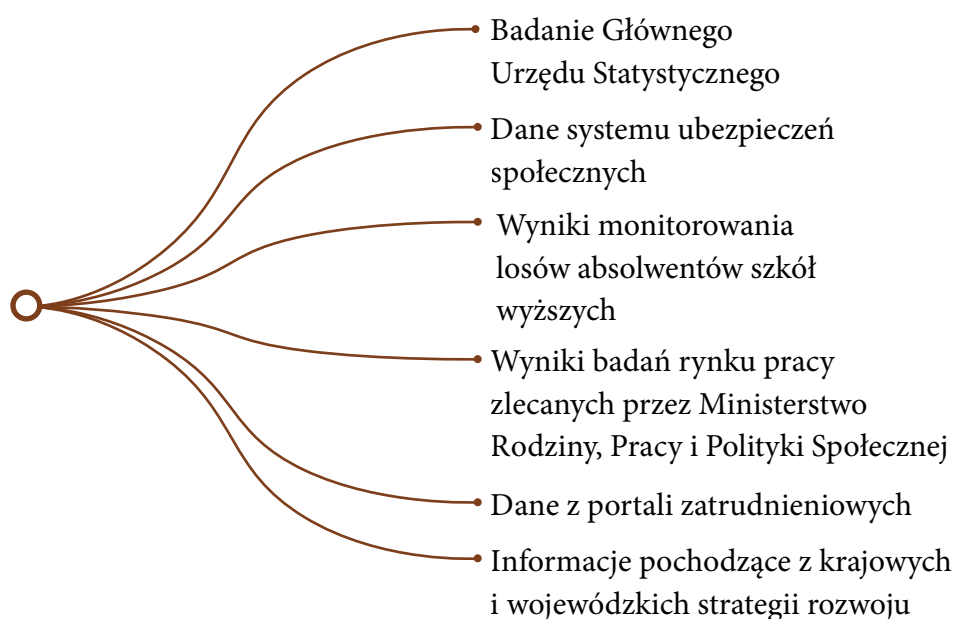 Badanie Głównego
Urzędu Statystycznego
Dane systemu ubezpieczeń
społecznych
Wyniki monitorowania
losów absolwentów szkół
wyższych
Wyniki badań rynku pracy
zlecanych przez Ministerstwo
Rodziny, Pracy i Polityki Społecznej
Dane z portali zatrudnieniowych
Informacje pochodzące z krajowych
i wojewódzkich strategii rozwoju